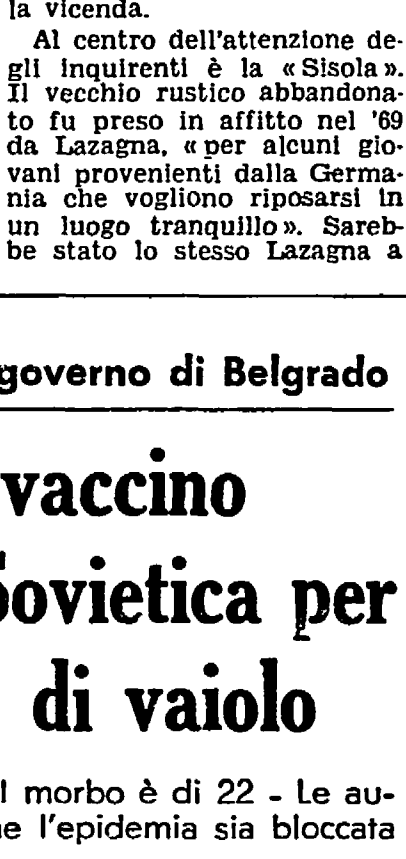 la vicenda.
Al centro dell'attenzione de-
gli inquirenti è la «Sisola».
Il vecchio rustico abbandona-
to fu preso in affitto nel '69
da Lazagna, «per alcuni gio-
vani provenienti dalla Germa-
nia che vogliono riposarsi in
un luogo tranquillo». Sareb-
be stato lo stesso Lazagna a
governo di Belgrado
vaccino
Sovietica per
di vaiolo
l morbo è di 22 - Le au-
he l'epidemia sia bloccata